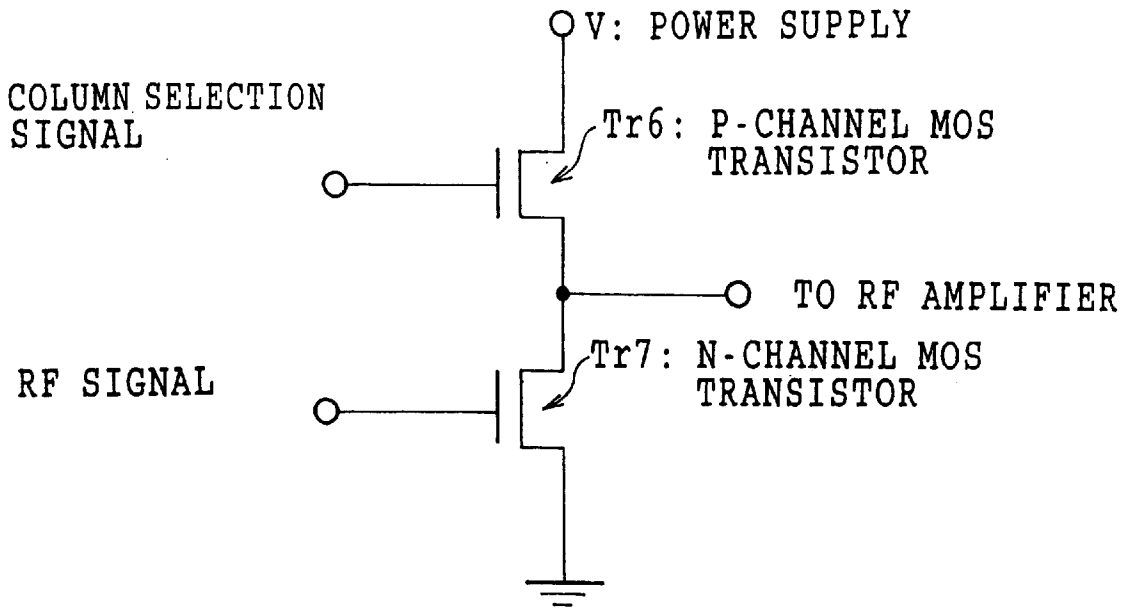 V: POWER SUPPLY
COLUMN SELECTION
SIGNAL
Tr6: P-CHANNEL MOS
TRANSISTOR
TO RF AMPLIFIER
Tr7: N-CHANNEL MOS
TRANSISTOR
RF SIGNAL